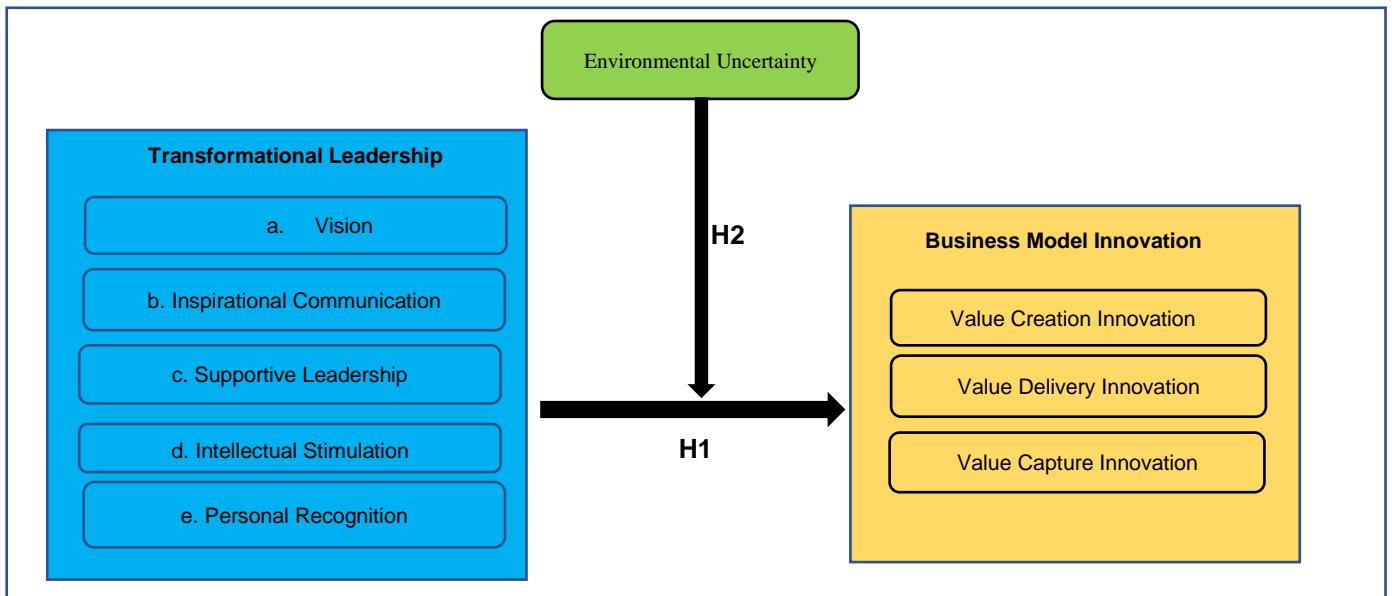 Environmental Uncertainty
Transformational Leadership
a. Vision
b. Inspirational Communication
c. Supportive Leadership
d. Intellectual Stimulation
e. Personal Recognition
H2
H1
Business Model Innovation
Value Creation Innovation
Value Delivery Innovation
Value Capture Innovation